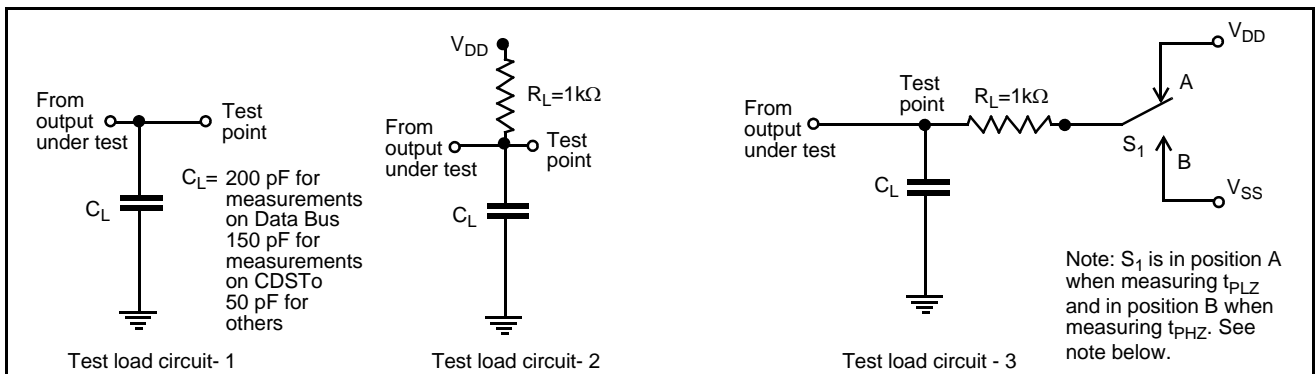 From
output
under test
Test
point
C_L
C_L= 200 pF for
measurements
on Data Bus
150 pF for
measurements
on CDSTo
50 pF for
others
Test load circuit- 1
V_DD
R_L=1kΩ
From
output
under test
Test
point
C_L
Test load circuit- 2
From
output
under test
Test
point
R_L=1kΩ
C_L
V_DD
A
S_1
B
V_SS
Note: S_1 is in position A
when measuring t_PLZ
and in position B when
measuring t_PHZ. See
note below.
Test load circuit - 3